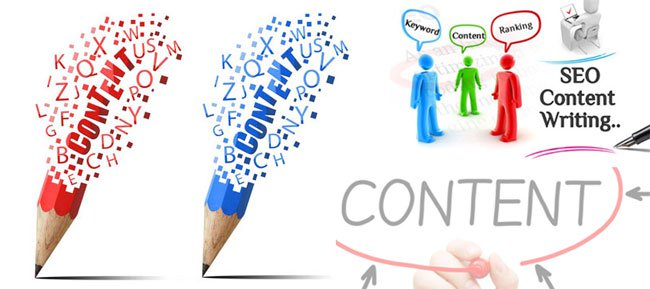 CONTENT
CONTENT
Keyword
Content
Ranking
SEO
Content
Writing..
CONTENT